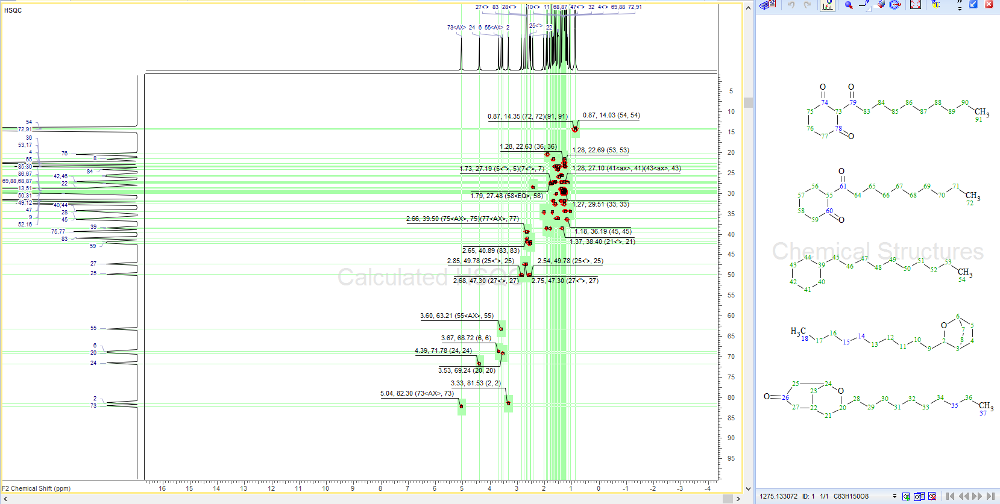 HSQC
27<'> 83 28<''> 10<'> 11 68,87 47<'> 32 4<'> 69,88 72,91
73<AX> 24 6 55<AX> 2 25<'> 22
54
72,91
36
53,17
4
65
85,30
86,67
69,88,68,87
13,51
50,31
49,12
47
9
52,16
76
8
84
42,46
22
40,44
28
45
39
75,77
83
59
27
25
55
6
20
24
2
73
0.87, 14.35 (72, 72)(91, 91)
0.87, 14.03 (54, 54)
1.28, 22.63 (36, 36)
1.28, 22.69 (53, 53)
1.73, 27.19 (5<''>, 5)(7<''>, 7)
1.28, 27.10 (41<ax>, 41)(43<ax>, 43)
1.79, 27.48 (58<EQ>, 58)
1.27, 29.51 (33, 33)
2.66, 39.50 (75<AX>, 75)(77<AX>, 77)
1.18, 36.19 (45, 45)
1.37, 38.40 (21<'>, 21)
2.65, 40.89 (83, 83)
2.85, 49.78 (25<''>, 25)
2.54, 49.78 (25<'>, 25)
Calculated HSQC
2.68, 47.30 (27<'>, 27)
2.75, 47.30 (27<''>, 27)
3.60, 63.21 (55<AX>, 55)
3.67, 68.72 (6, 6)
4.39, 71.78 (24, 24)
3.53, 69.24 (20, 20)
3.33, 81.53 (2, 2)
5.04, 82.30 (73<AX>, 73)
5
10
15
20
25
30
35
40
45
50
55
60
65
70
75
80
85
90
95
F2 Chemical Shift (ppm)
16 15 14 13 12 11 10 9 8 7 6 5 4 3 2 1 0 -1 -2 -3 -4
13C
O O
74 79 84 86 88 90
75 73 83 85 87 89 CH3
91
76 78 O
77
O
56 61 65 67 69 71
57 55 64 66 68 70 CH3
72
58 60 O
59
Chemical Structures
44 45 47 49 51 53
43 39 46 48 50 52 CH3
54
42 40
41
6
O 5
H3C 16 14 12 10 7
18 17 15 13 11 9 2 3 8 4
25 24
23 O
O 26 28 30 32 34 36
27 22 20 29 31 33 35 CH3
21 37
1275.133072 ID: 1 1/1 C83H150O8